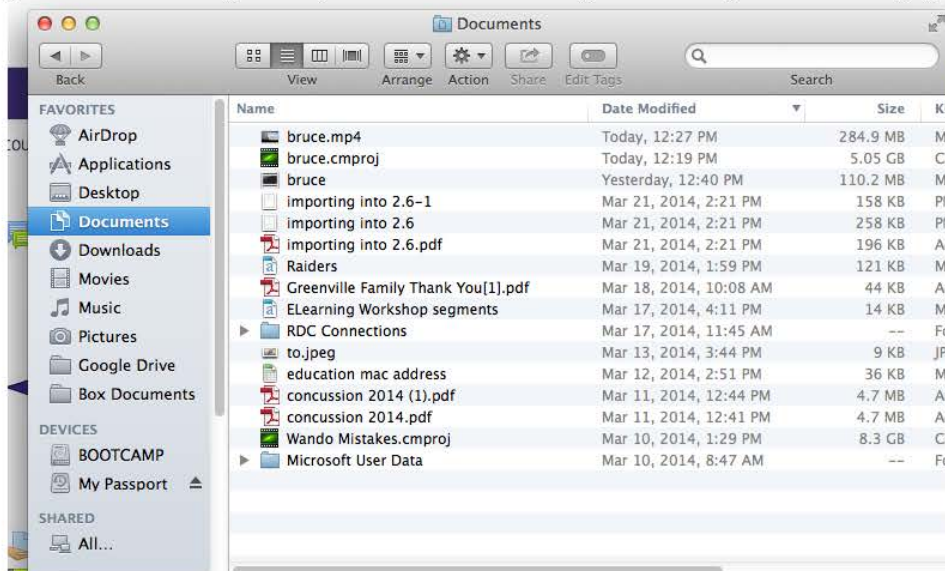 Documents
Back View Arrange Action Share Edit Tags Search
FAVORITES
AirDrop
Applications
Desktop
Documents
Downloads
Movies
Music
Pictures
Google Drive
Box Documents
DEVICES
BOOTCAMP
My Passport
SHARED
All...
Name Date Modified Size
bruce.mp4 Today, 12:27 PM 284.9 MB
bruce.cmproj Today, 12:19 PM 5.05 GB
bruce Yesterday, 12:40 PM 110.2 MB
importing into 2.6-1 Mar 21, 2014, 2:21 PM 158 KB
importing into 2.6 Mar 21, 2014, 2:21 PM 258 KB
importing into 2.6.pdf Mar 21, 2014, 2:21 PM 196 KB
Raiders Mar 19, 2014, 1:59 PM 121 KB
Greenville Family Thank You[1].pdf Mar 18, 2014, 10:08 AM 44 KB
ELearning Workshop segments Mar 17, 2014, 4:11 PM 14 KB
RDC Connections Mar 17, 2014, 11:45 AM --
to.jpeg Mar 13, 2014, 3:44 PM 9 KB
education mac address Mar 12, 2014, 2:51 PM 36 KB
concussion 2014 (1).pdf Mar 11, 2014, 12:44 PM 4.7 MB
concussion 2014.pdf Mar 11, 2014, 12:41 PM 4.7 MB
Wando Mistakes.cmproj Mar 10, 2014, 1:29 PM 8.3 GB
Microsoft User Data Mar 10, 2014, 8:47 AM --